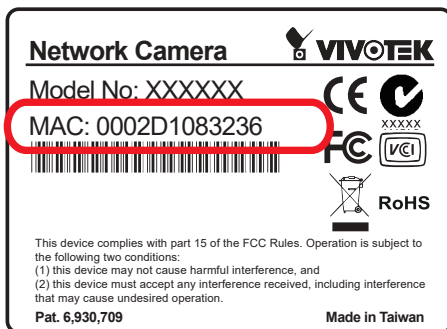 Network Camera
VIVOTEK
Model No: XXXXXX
MAC: 0002D1083236
CE
XXXXX
FC
VCI
RoHS
This device complies with part 15 of the FCC Rules. Operation is subject to
the following two conditions:
(1) this device may not cause harmful interference, and
(2) this device must accept any interference received, including interference
that may cause undesired operation.
Pat. 6,930,709
Made in Taiwan